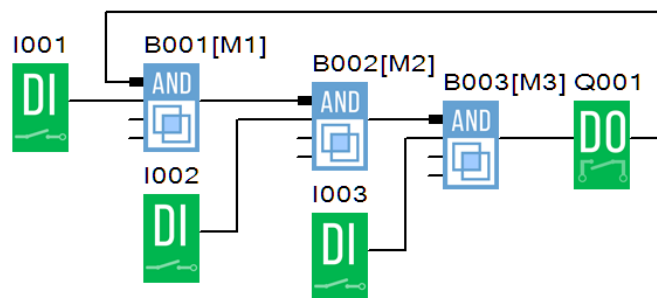 I001
B001[M1]
B002[M2]
B003[M3] Q001
DI
AND
AND
AND
DO
I002
I003
DI
DI